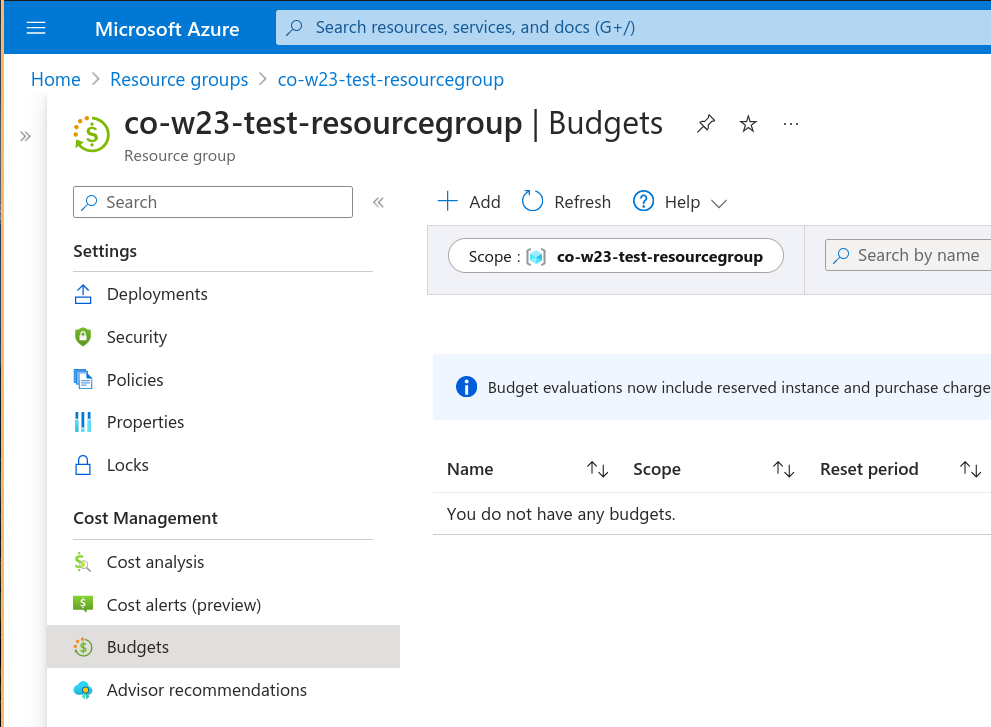 Microsoft Azure
Search resources, services, and docs (G+/)
Home > Resource groups > co-w23-test-resourcegroup
co-w23-test-resourcegroup | Budgets
Resource group
Search
Settings
Deployments
Security
Policies
Properties
Locks
Cost Management
Cost analysis
Cost alerts (preview)
Budgets
Advisor recommendations
Add Refresh Help
Scope : co-w23-test-resourcegroup
Search by name
Budget evaluations now include reserved instance and purchase charge
Name Scope Reset period
You do not have any budgets.